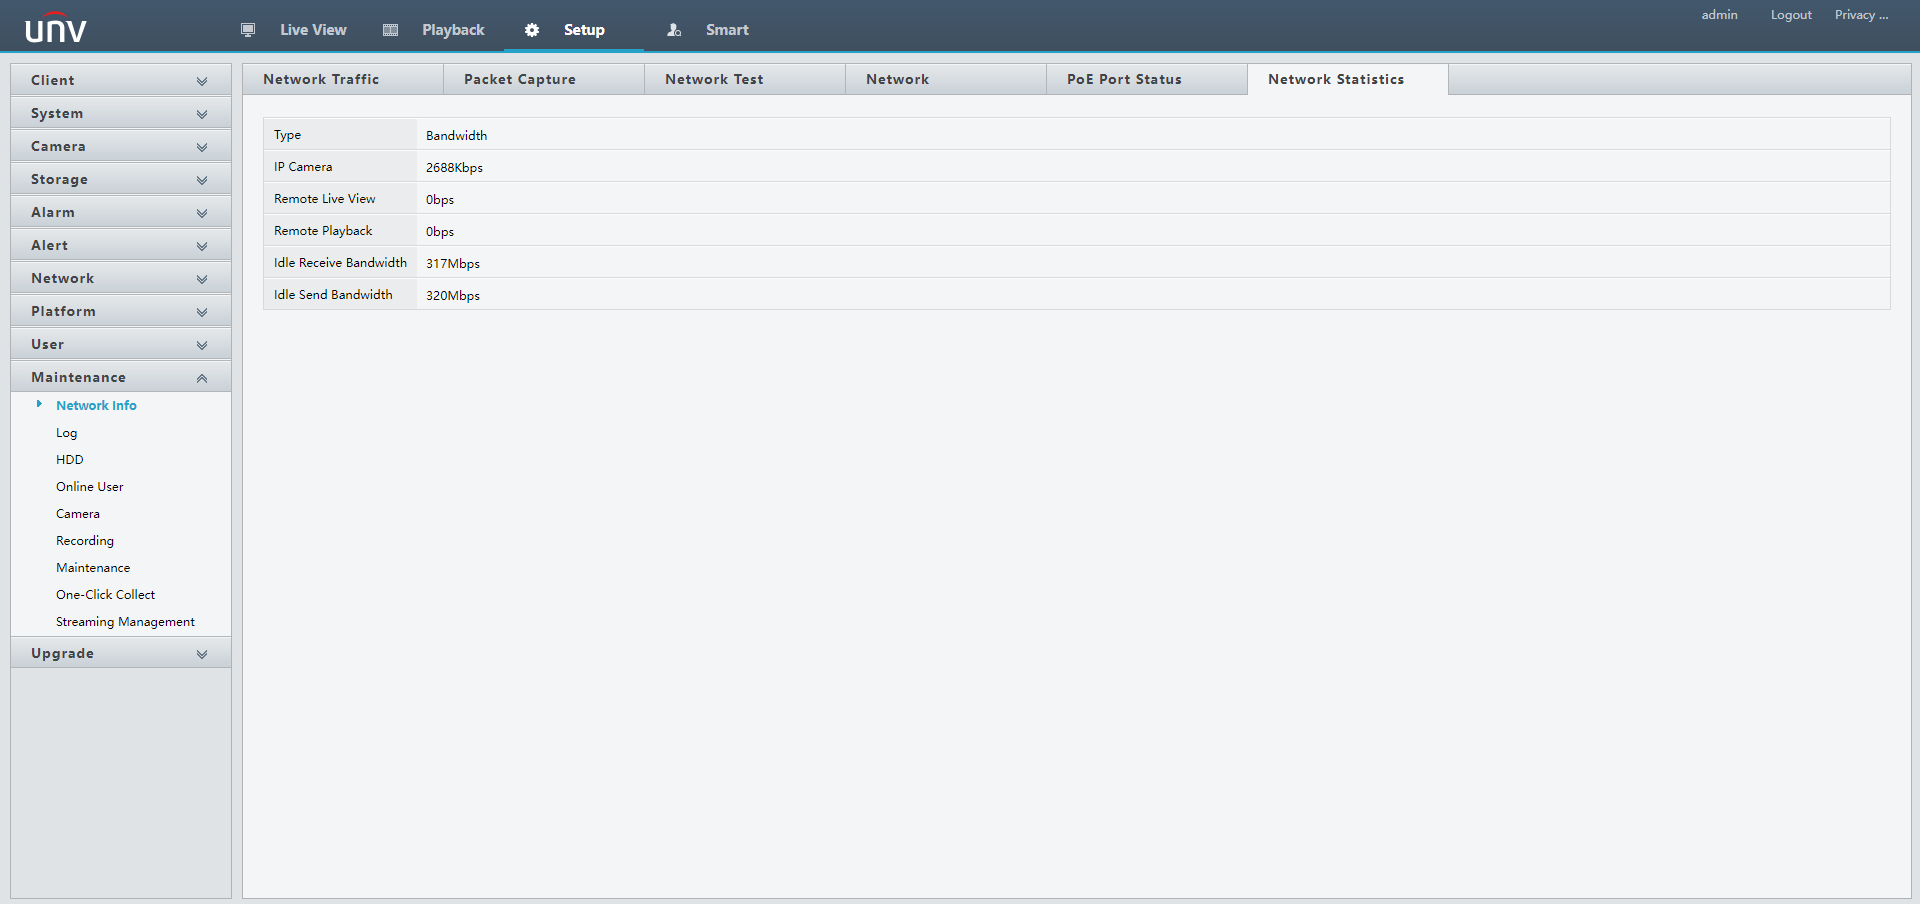 unv
Live View
Playback
Setup
Smart
admin
Logout
Privacy ...
Client
System
Camera
Storage
Alarm
Alert
Network
Platform
User
Maintenance
Network Info
Log
HDD
Online User
Camera
Recording
Maintenance
One-Click Collect
Streaming Management
Upgrade
Network Traffic
Packet Capture
Network Test
Network
PoE Port Status
Network Statistics
Type Bandwidth
IP Camera 2688Kbps
Remote Live View 0bps
Remote Playback 0bps
Idle Receive Bandwidth 317Mbps
Idle Send Bandwidth 320Mbps